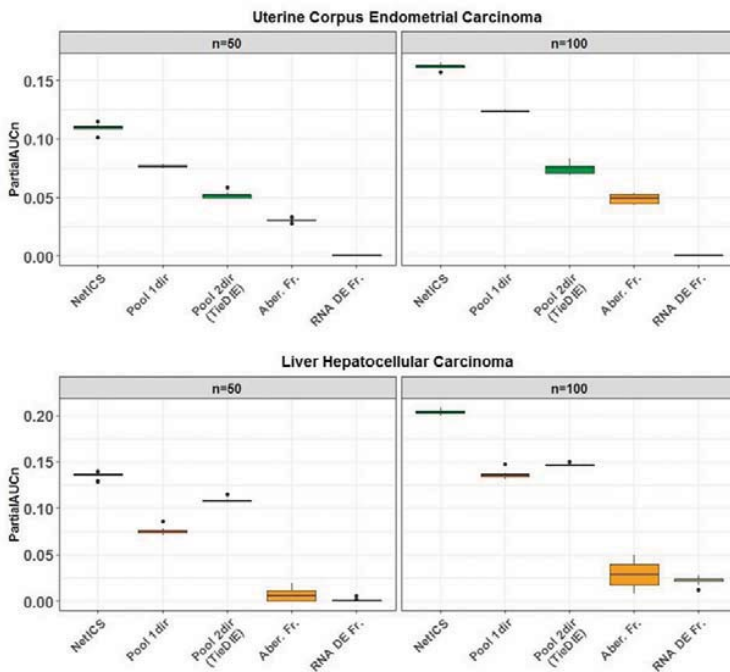 Uterine Corpus Endometrial Carcinoma
n=50 n=100
PartialAUCn
0.15
0.10
0.05
0.00
NetICS Pool 1dir Pool 2dir (TieDIE) Aber. Fr. RNA DE Fr. NetICS Pool 1dir Pool 2dir (TieDIE) Aber. Fr. RNA DE Fr.
Liver Hepatocellular Carcinoma
n=50 n=100
PartialAUCn
0.20
0.15
0.10
0.05
0.00
NetICS Pool 1dir Pool 2dir (TieDIE) Aber. Fr. RNA DE Fr. NetICS Pool 1dir Pool 2dir (TieDIE) Aber. Fr. RNA DE Fr.